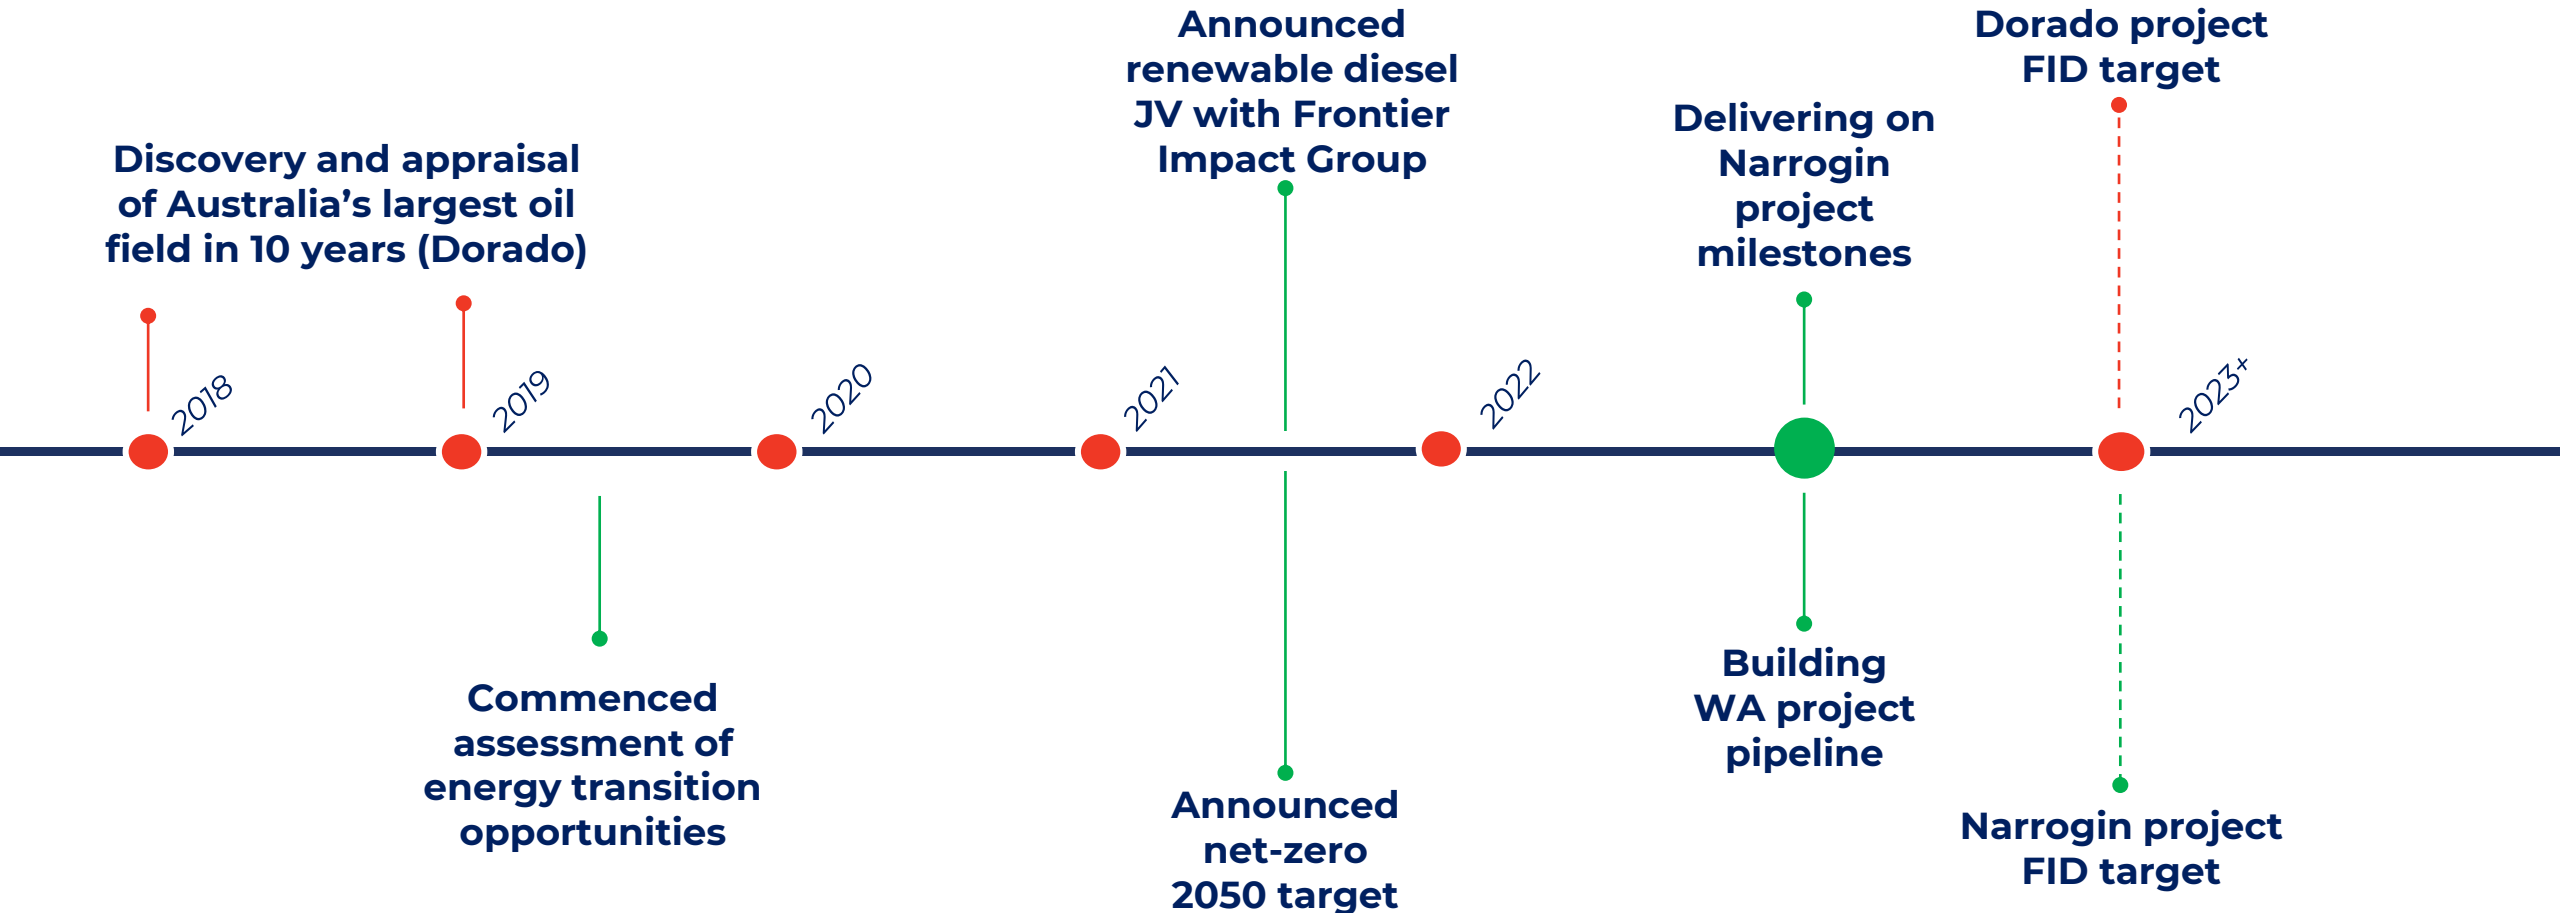 Announced
renewable diesel
JV with Frontier
Impact Group
Dorado project
FID target
Delivering on
Narrogin
project
milestones
Discovery and appraisal
of Australia’s largest oil
field in 10 years (Dorado)
2018
2019
2020
2021
2022
2023+
Commenced
assessment of
energy transition
opportunities
Announced
net-zero
2050 target
Building
WA project
pipeline
Narrogin project
FID target